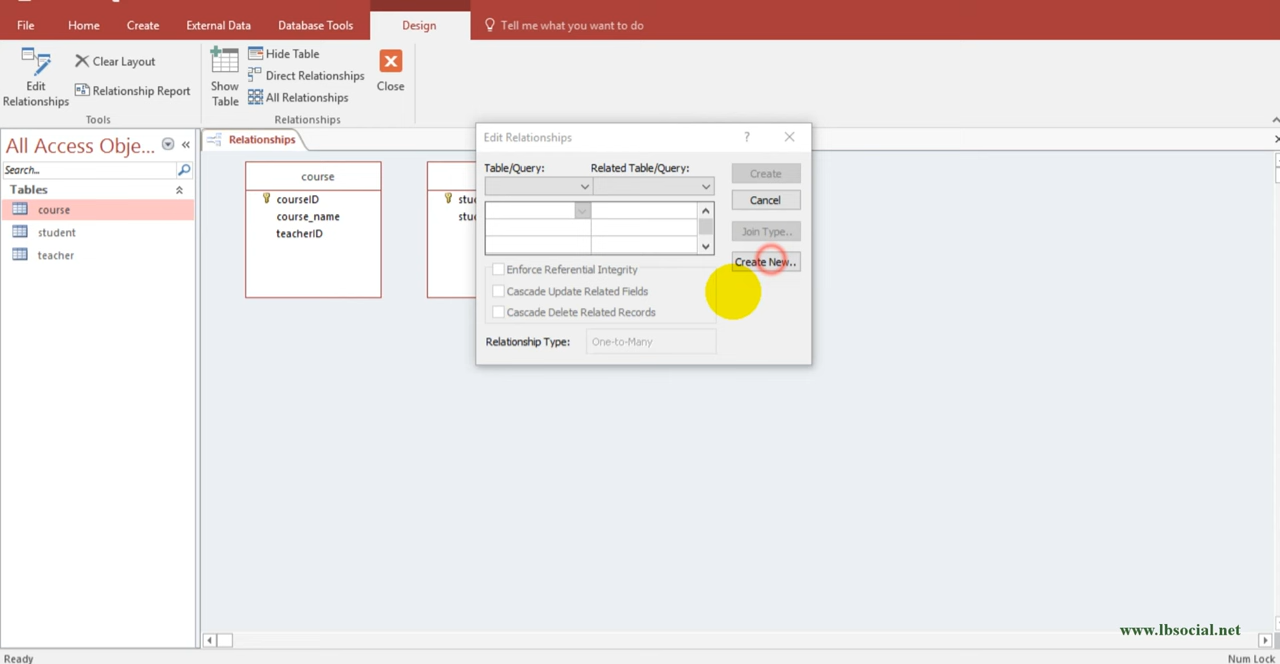 File Home Create External Data Database Tools Design Tell me what you want to do
Edit Relationships
Clear Layout
Relationship Report
Tools
Show Table
Hide Table
Direct Relationships
All Relationships
Relationships
Close
All Access Obje...
Search...
Tables
course
student
teacher
Relationships
course
courseID
course_name
teacherID
Edit Relationships
Table/Query: Related Table/Query:
Create
Cancel
Join Type..
Create New..
Enforce Referential Integrity
Cascade Update Related Fields
Cascade Delete Related Records
Relationship Type: One-to-Many
www.lbsocial.net
Ready
Num Lock